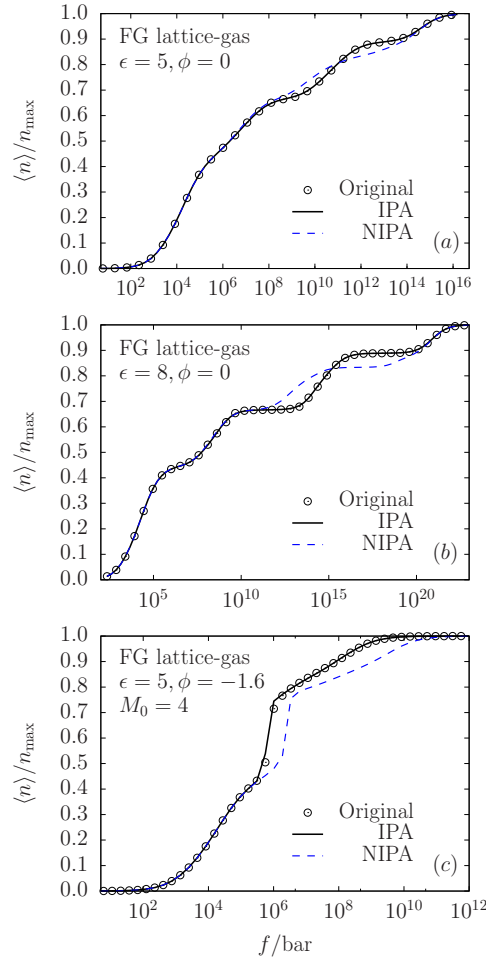 1.0
0.9
0.8
0.7
0.6
0.5
0.4
0.3
0.2
0.1
0.0
⟨n⟩/n_max
FG lattice-gas
ϵ = 5, ϕ = 0
Original
IPA
NIPA
(a)
10^2 10^4 10^6 10^8 10^10 10^12 10^14 10^16
1.0
0.9
0.8
0.7
0.6
0.5
0.4
0.3
0.2
0.1
0.0
⟨n⟩/n_max
FG lattice-gas
ϵ = 8, ϕ = 0
Original
IPA
NIPA
(b)
10^5 10^10 10^15 10^20
1.0
0.9
0.8
0.7
0.6
0.5
0.4
0.3
0.2
0.1
0.0
⟨n⟩/n_max
FG lattice-gas
ϵ = 5, ϕ = −1.6
M_0 = 4
Original
IPA
NIPA
(c)
10^2 10^4 10^6 10^8 10^10 10^12
f/bar